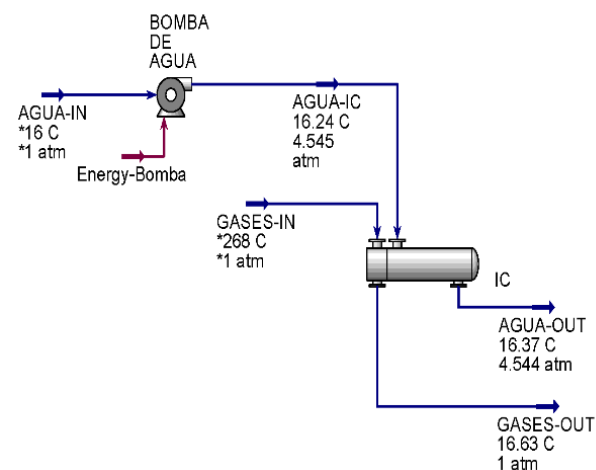 BOMBA
DE
AGUA
AGUA-IN
*16 C
*1 atm
Energy-Bomba
AGUA-IC
16.24 C
4.545
atm
GASES-IN
*268 C
*1 atm
IC
AGUA-OUT
16.37 C
4.544 atm
GASES-OUT
16.63 C
1 atm